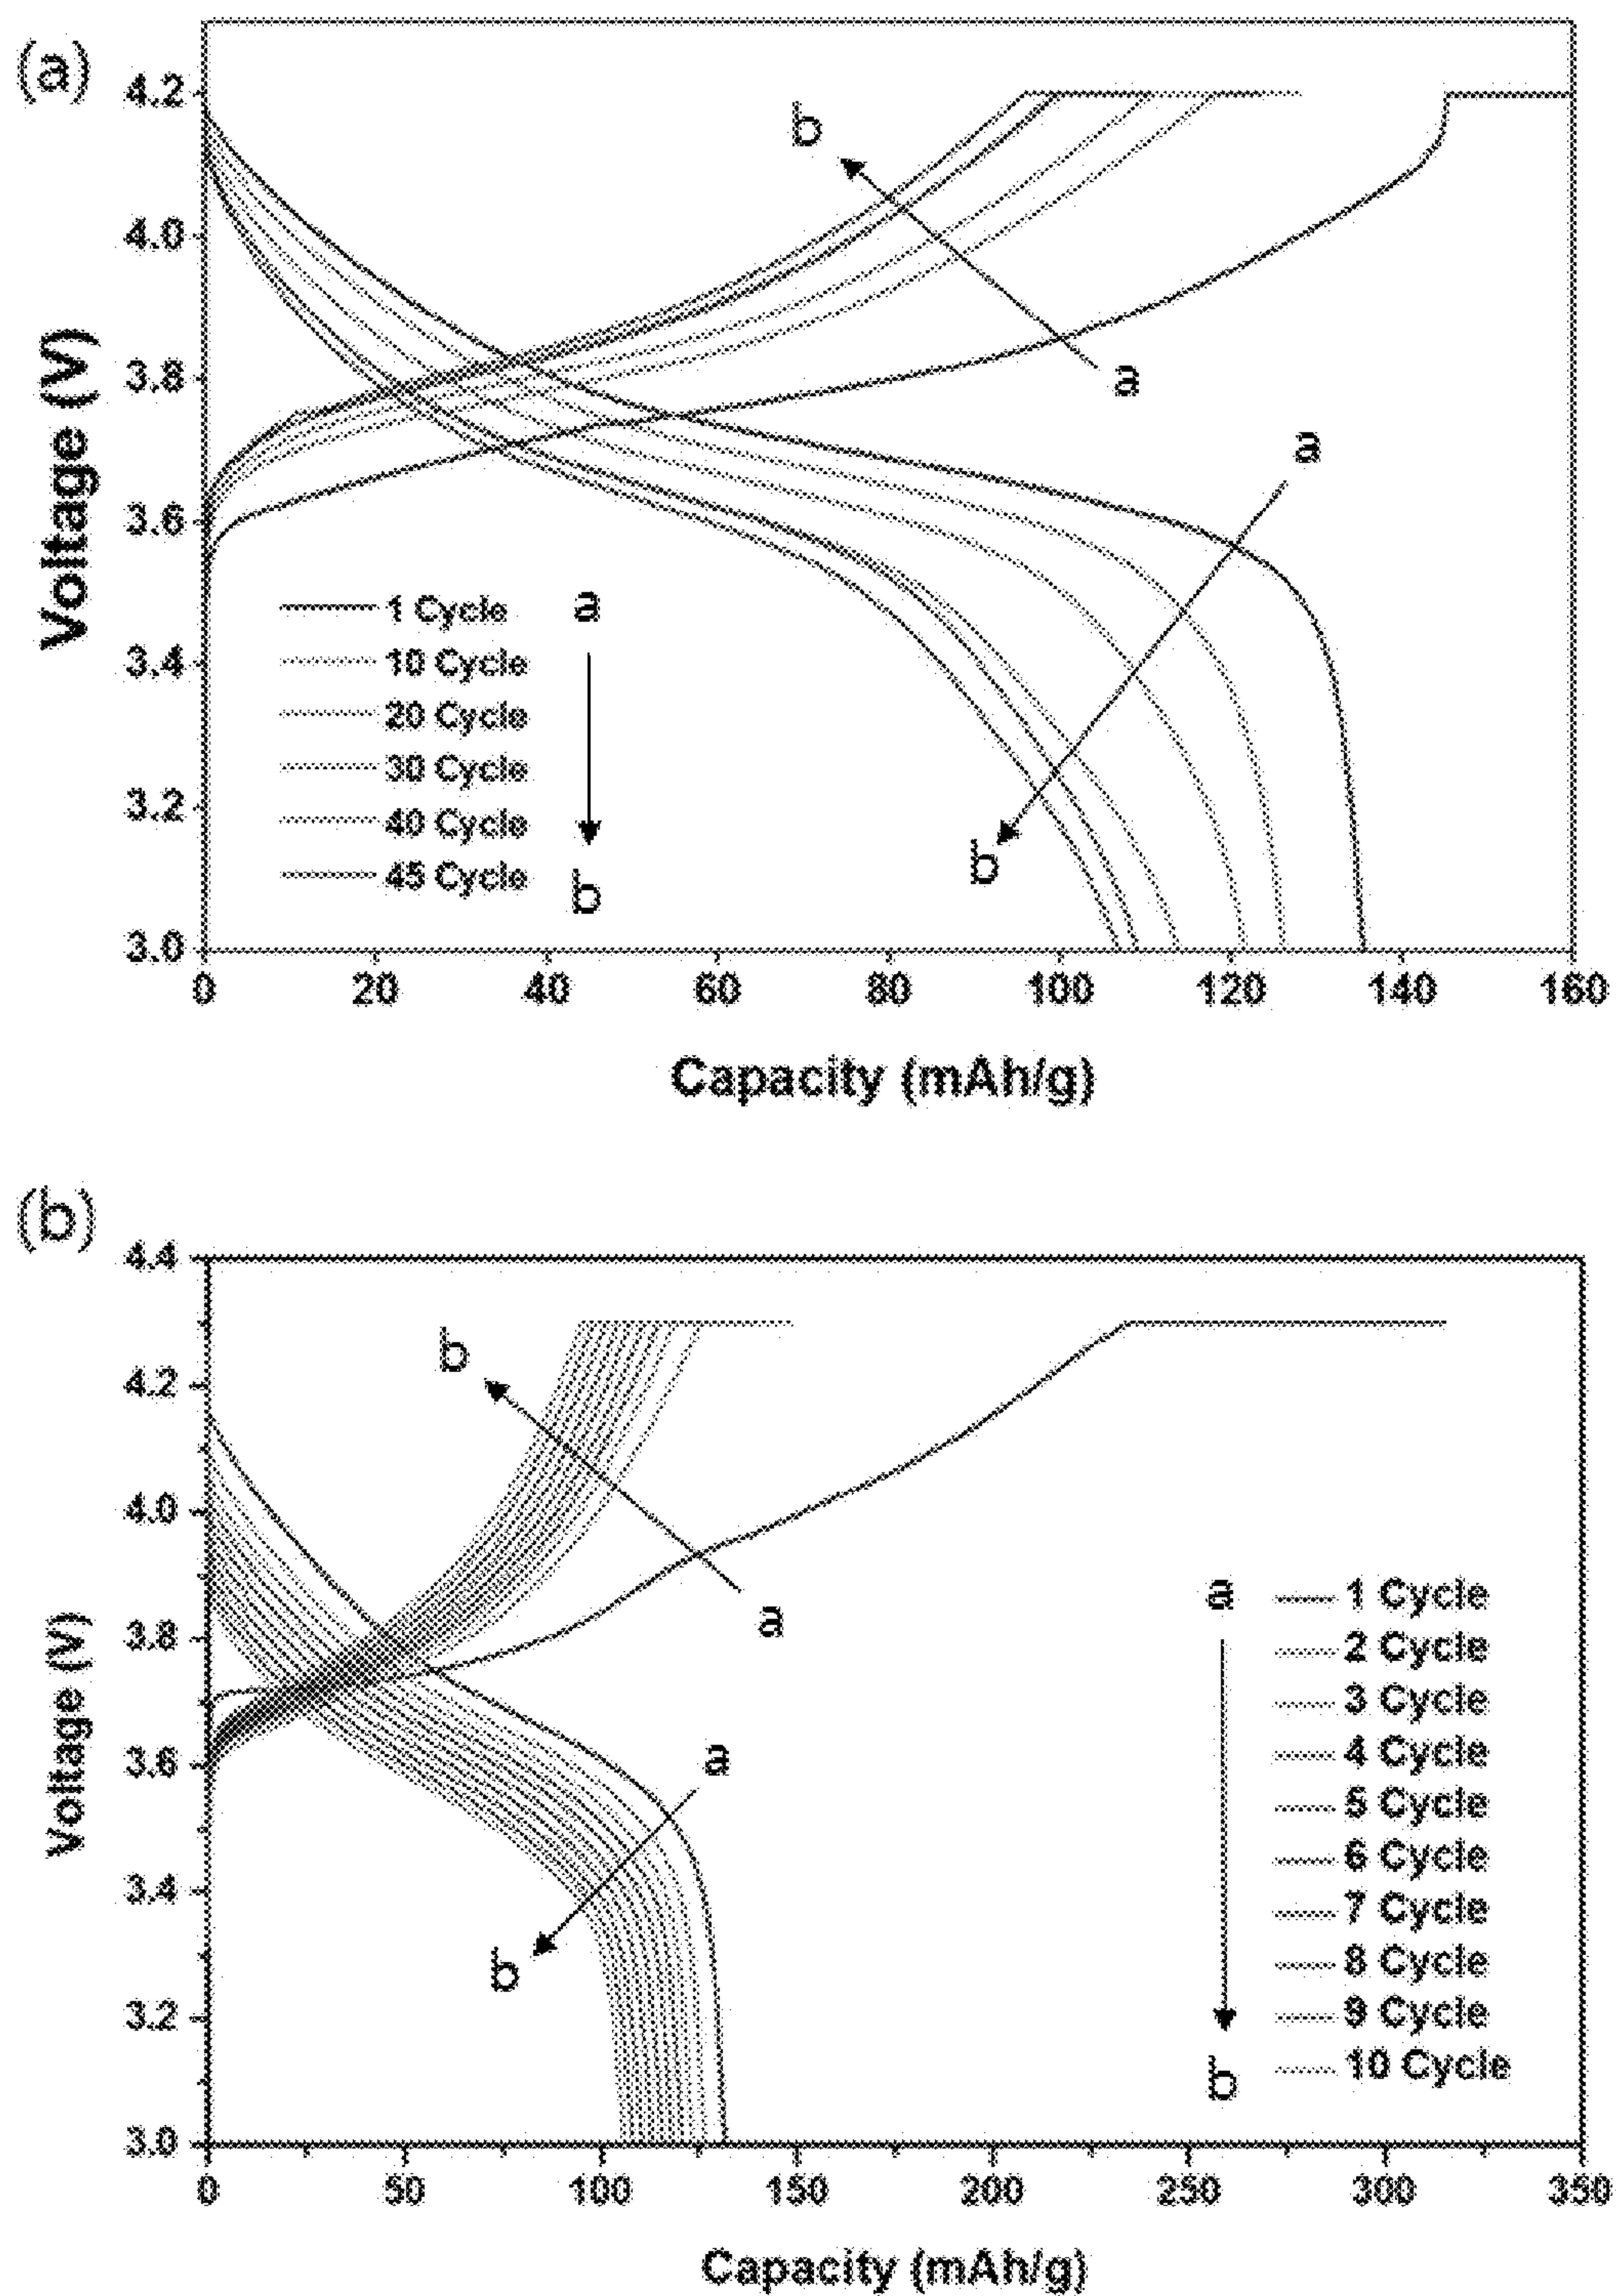 (a)
4.2
4.0
3.8
3.6
3.4
3.2
3.0
Voltage (V)
b
a
a
b
1 Cycle
10 Cycle
20 Cycle
30 Cycle
40 Cycle
45 Cycle
a
b
0 20 40 60 80 100 120 140 160
Capacity (mAh/g)
(b)
4.4
4.2
4.0
3.8
3.6
3.4
3.2
3.0
Voltage (V)
b
a
a
b
a
b
1 Cycle
2 Cycle
3 Cycle
4 Cycle
5 Cycle
6 Cycle
7 Cycle
8 Cycle
9 Cycle
10 Cycle
0 50 100 150 200 250 300 350
Capacity (mAh/g)